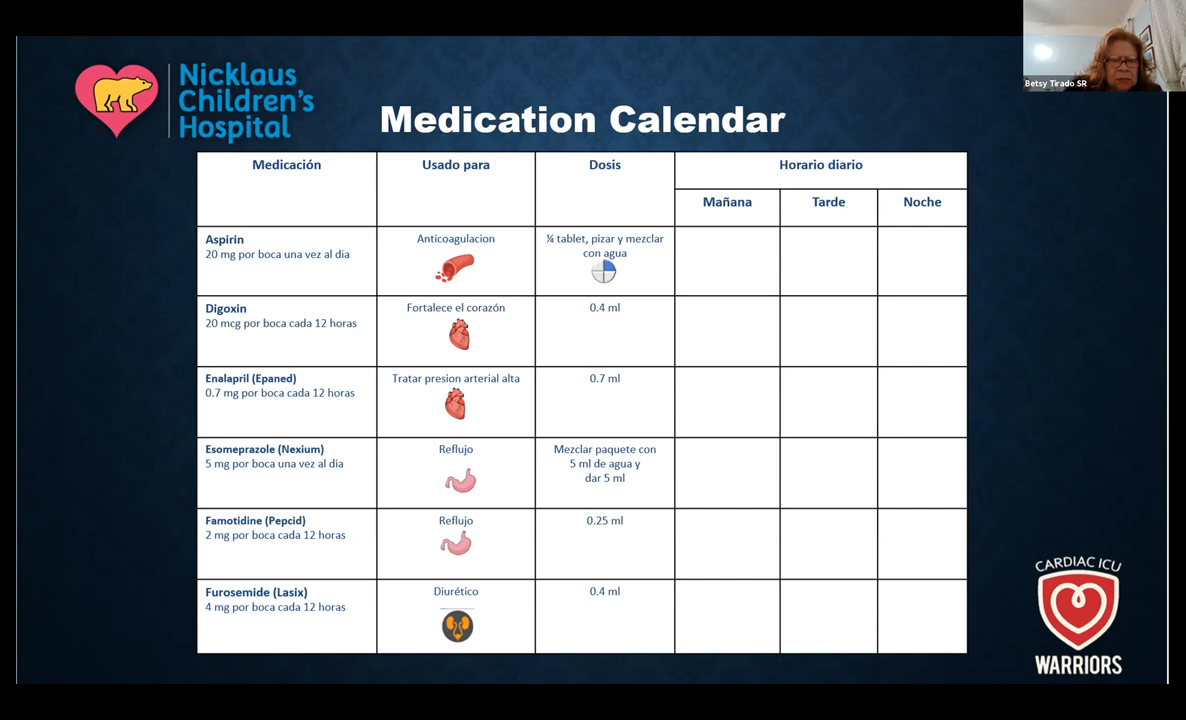 Betsy Tirado SR
Nicklaus
Children's
Hospital
Medication Calendar
Medicación
Usado para
Dosis
Horario diario
Mañana
Tarde
Noche
Aspirin
20 mg por boca una vez al dia
Anticoagulacion
¼ tablet, pizar y mezclar
con agua
Digoxin
20 mcg por boca cada 12 horas
Fortalece el corazón
0.4 ml
Enalapril (Epaned)
0.7 mg por boca cada 12 horas
Tratar presion arterial alta
0.7 ml
Esomeprazole (Nexium)
5 mg por boca una vez al dia
Reflujo
Mezclar paquete con
5 ml de agua y
dar 5 ml
Famotidine (Pepcid)
2 mg por boca cada 12 horas
Reflujo
0.25 ml
Furosemide (Lasix)
4 mg por boca cada 12 horas
Diurético
0.4 ml
CARDIAC ICU
WARRIORS